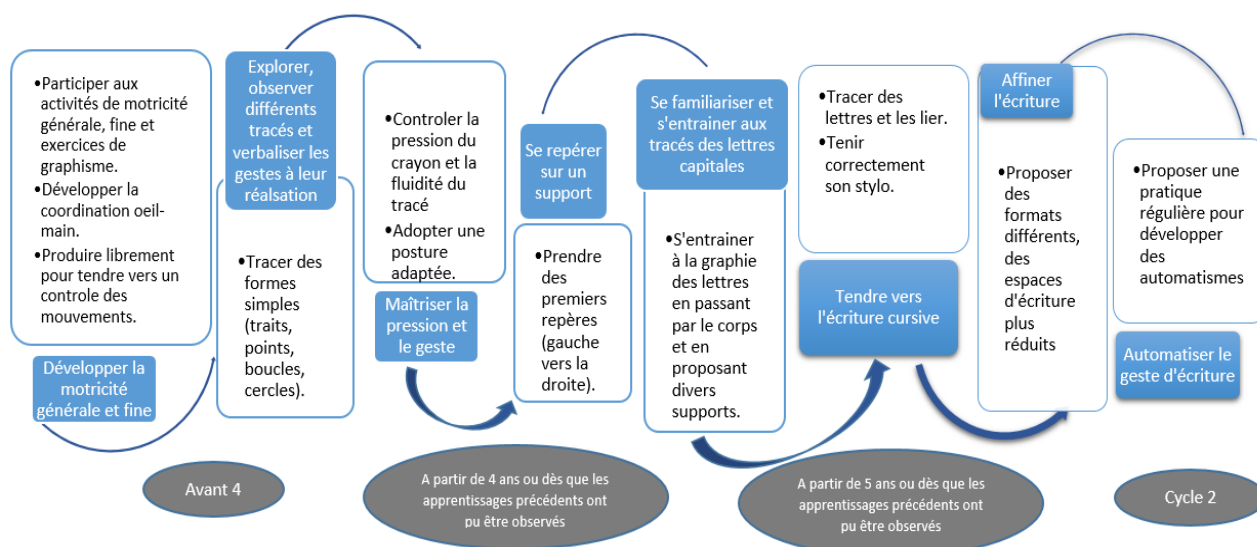 •Participer aux
activités de motricité
générale, fine et
exercices de
graphisme.
•Développer la
coordination oeil-
main.
•Produire librement
pour tendre vers un
controle des
mouvements.
Développer la
motricité
générale et fine
Explorer,
observer
différents
tracés et
verbaliser les
gestes à leur
réalsation
•Tracer des
formes
simples
(traits,
points,
boucles,
cercles).
•Controler la
pression du
crayon et la
fluidité du
tracé
•Adopter une
posture
adaptée.
Maîtriser la
pression et
le geste
Se repérer
sur un
support
•Prendre
des
premiers
repères
(gauche
vers la
droite).
Se familiariser et
s'entrainer aux
tracés des lettres
capitales
•S'entrainer
à la graphie
des lettres
en passant
par le corps
et en
proposant
divers
supports.
•Tracer des
lettres et les lier.
•Tenir
correctement
son stylo.
Tendre vers
l'écriture cursive
Affiner
l'écriture
•Proposer
des
formats
différents,
des
espaces
d'écriture
plus
réduits
•Proposer une
pratique
régulière pour
développer
des
automatismes
Automatiser le
geste d'écriture
Avant 4
A partir de 4 ans ou dès que les
apprentissages précédents ont
pu être observés
A partir de 5 ans ou dès que les
apprentissages précédents ont
pu être observés
Cycle 2